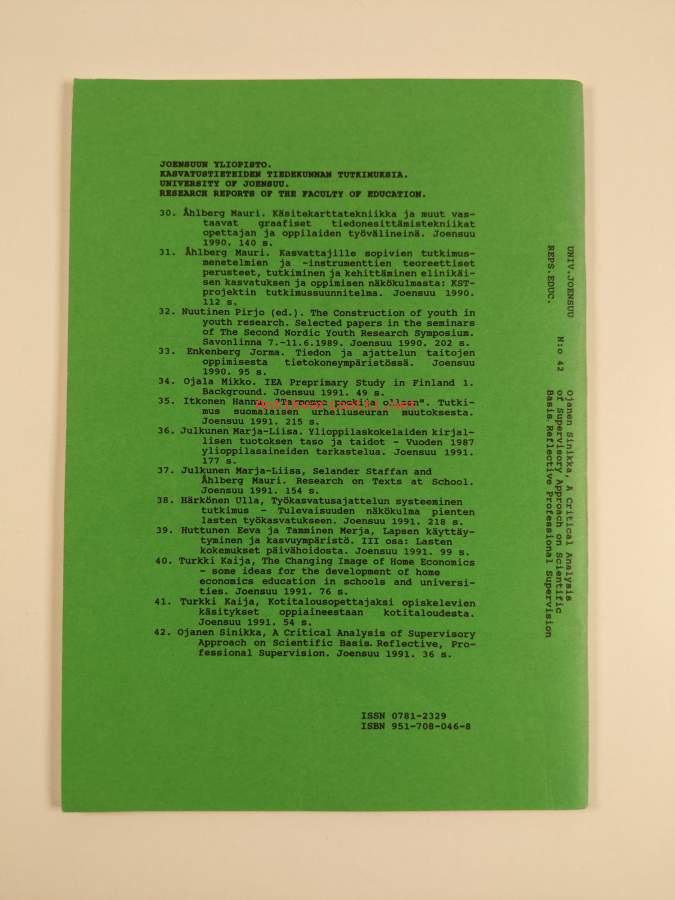 JOENSUUN YLIOPISTO.
KASVATUSTIETEIDEN TIEDEKUNNAN TUTKIMUKSIA.
UNIVERSITY OF JOENSUU.
RESEARCH REPORTS OF THE FACULTY OF EDUCATION.
30. Åhlberg Mauri. Käsitekarttatekniikka ja muut vas-
taavat graafiset tiedonesittämistekniikat
opettajan ja oppilaiden työvälineinä. Joensuu
1990. 140 s.
31. Åhlberg Mauri. Kasvattajille sopivien tutkimus-
menetelmien ja -instrumenttien teoreettiset
perusteet, tutkiminen ja kehittäminen elinikäi-
sen kasvatuksen ja oppimisen näkökulmasta: KST-
projektin tutkimussuunnitelma. Joensuu 1990.
112 s.
32. Nuutinen Pirjo (ed.). The Construction of youth in
youth research. Selected papers in the seminars
of The Second Nordic Youth Research Symposium.
Savonlinna 7.-11.6.1989. Joensuu 1990. 202 s.
33. Enkenberg Jorma. Tiedon ja ajattelun taitojen
oppimisesta tietokoneympäristössä. Joensuu
1990. 95 s.
34. Ojala Mikko. IEA Preprimary Study in Finland 1.
Background. Joensuu 1991. 49 s.
35. Itkonen Hannu. Tutki-
mus suomalaisen urheiluseuran muutoksesta.
Joensuu 1991. 215 s.
36. Julkunen Marja-Liisa. Ylioppilaskokelaiden kirjal-
lisen tuotoksen taso ja taidot - Vuoden 1987
ylioppilasaineiden tarkastelua. Joensuu 1991.
177 s.
37. Julkunen Marja-Liisa, Selander Staffan and
Åhlberg Mauri. Research on Texts at School.
Joensuu 1991. 154 s.
38. Härkönen Ulla, Työkasvatusajattelun systeeminen
tutkimus - Tulevaisuuden näkökulma pienten
lasten työkasvatukseen. Joensuu 1991. 218 s.
39. Huttunen Eeva ja Tamminen Merja, Lapsen käyttäy-
tyminen ja kasvuympäristö. III osa: Lasten
kokemukset päivähoidosta. Joensuu 1991. 99 s.
40. Turkki Kaija, The Changing Image of Home Economics
- some ideas for the development of home
economics education in schools and universi-
ties. Joensuu 1991. 76 s.
41. Turkki Kaija, Kotitalousopettajaksi opiskelevien
käsitykset oppiaineestaan kotitaloudesta.
Joensuu 1991. 54 s.
42. Ojanen Sinikka, A Critical Analysis of Supervisory
Approach on Scientific Basis. Reflective, Pro-
fessional Supervision. Joensuu 1991. 36 s.
ISSN 0781-2329
ISBN 951-708-046-8
UNIV.JOENSUU N:o 42 Ojanen Sinikka, A Critical Analysis
of Supervisory Approach on Scientific
REPS.EDUC. Basis. Reflective, Professional Supervision